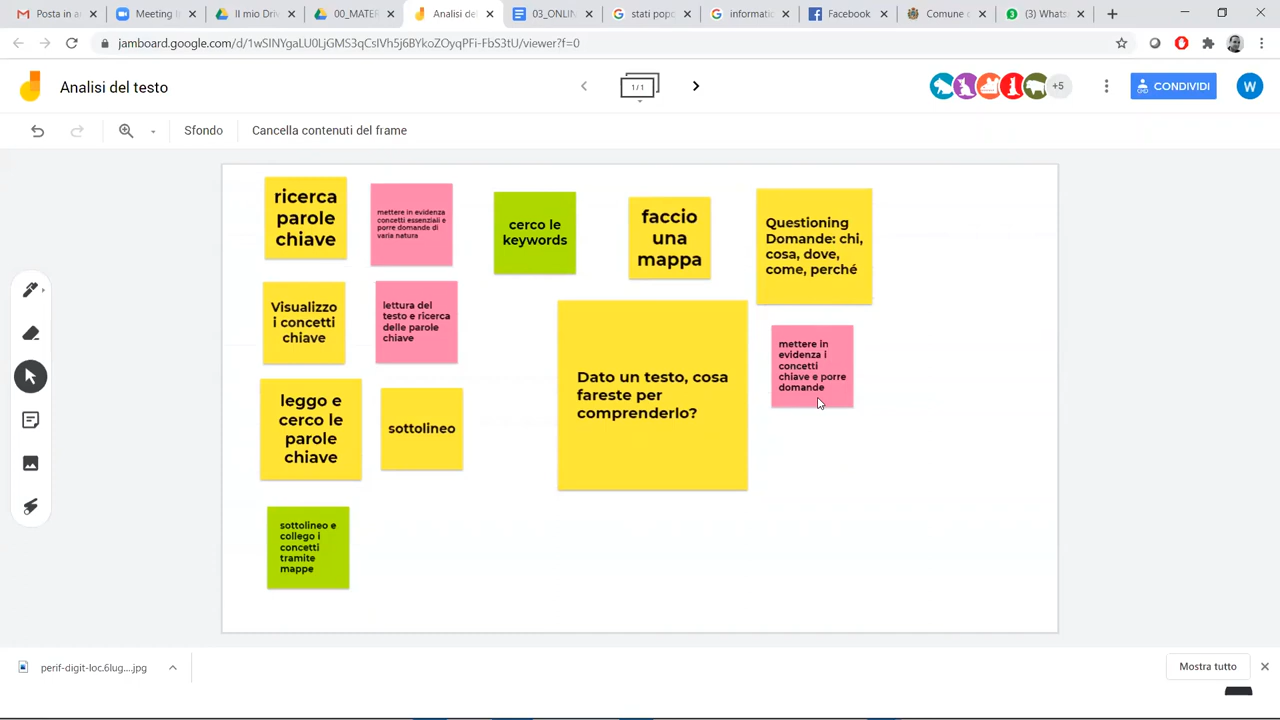 Posta in a
Meeting I
Il mio Driv
00_MATER
Analisi del
03_ONLIN
stati popo
informatic
Facebook
Comune c
(3) Whats
jamboard.google.com/d/1wSINYgaLU0LjGMS3qCsIVh5j6BYkoZOyqPFi-FbS3tU/viewer?f=0
Analisi del testo
1/1
+5
CONDIVIDI
W
Sfondo
Cancella contenuti del frame
ricerca
parole
chiave
mettere in evidenza
concetti essenziali e
porre domande di
varia natura
cerco le
keywords
faccio
una
mappa
Questioning
Domande: chi,
cosa, dove,
come, perché
Visualizzo
i concetti
chiave
lettura del
testo e ricerca
delle parole
chiave
Dato un testo, cosa
fareste per
comprenderlo?
mettere in
evidenza i
concetti
chiave e porre
domande
leggo e
cerco le
parole
chiave
sottolineo
sottolineo e
collego i
concetti
tramite
mappe
perif-digit-loc.6lug....jpg
Mostra tutto